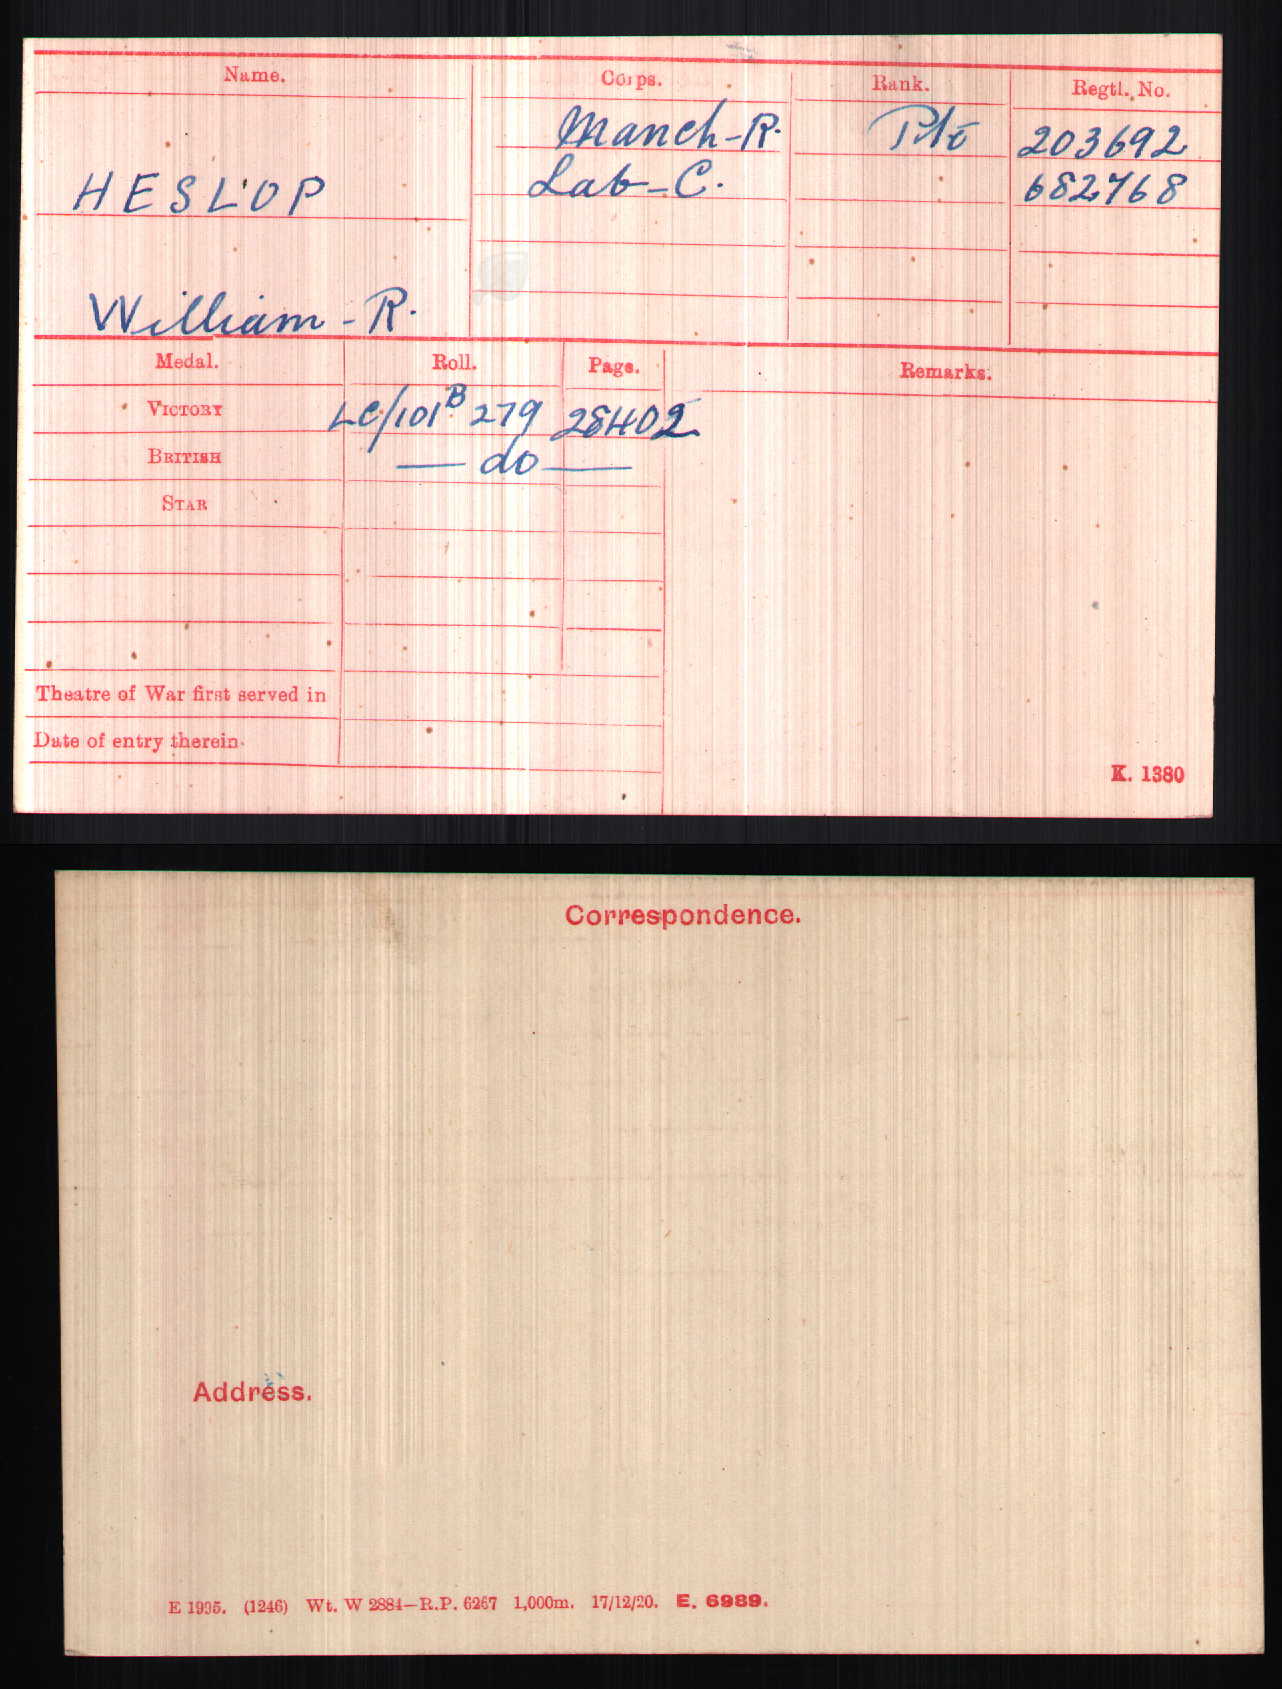 Name. Corps. Rank. Regtl. No.
Manch-R. Pte 203692
HESLOP Lab-C. 682768
William-R.
Medal. Roll. Page. Remarks.
VICTORY LC/101 B 279 28402
BRITISH — do —
STAR
Theatre of War first served in
Date of entry therein
K. 1380
Correspondence.
Address.
E 1995. (1246) Wt. W 2884—R.P. 6267 1,000m. 17/12/20. E. 6989.